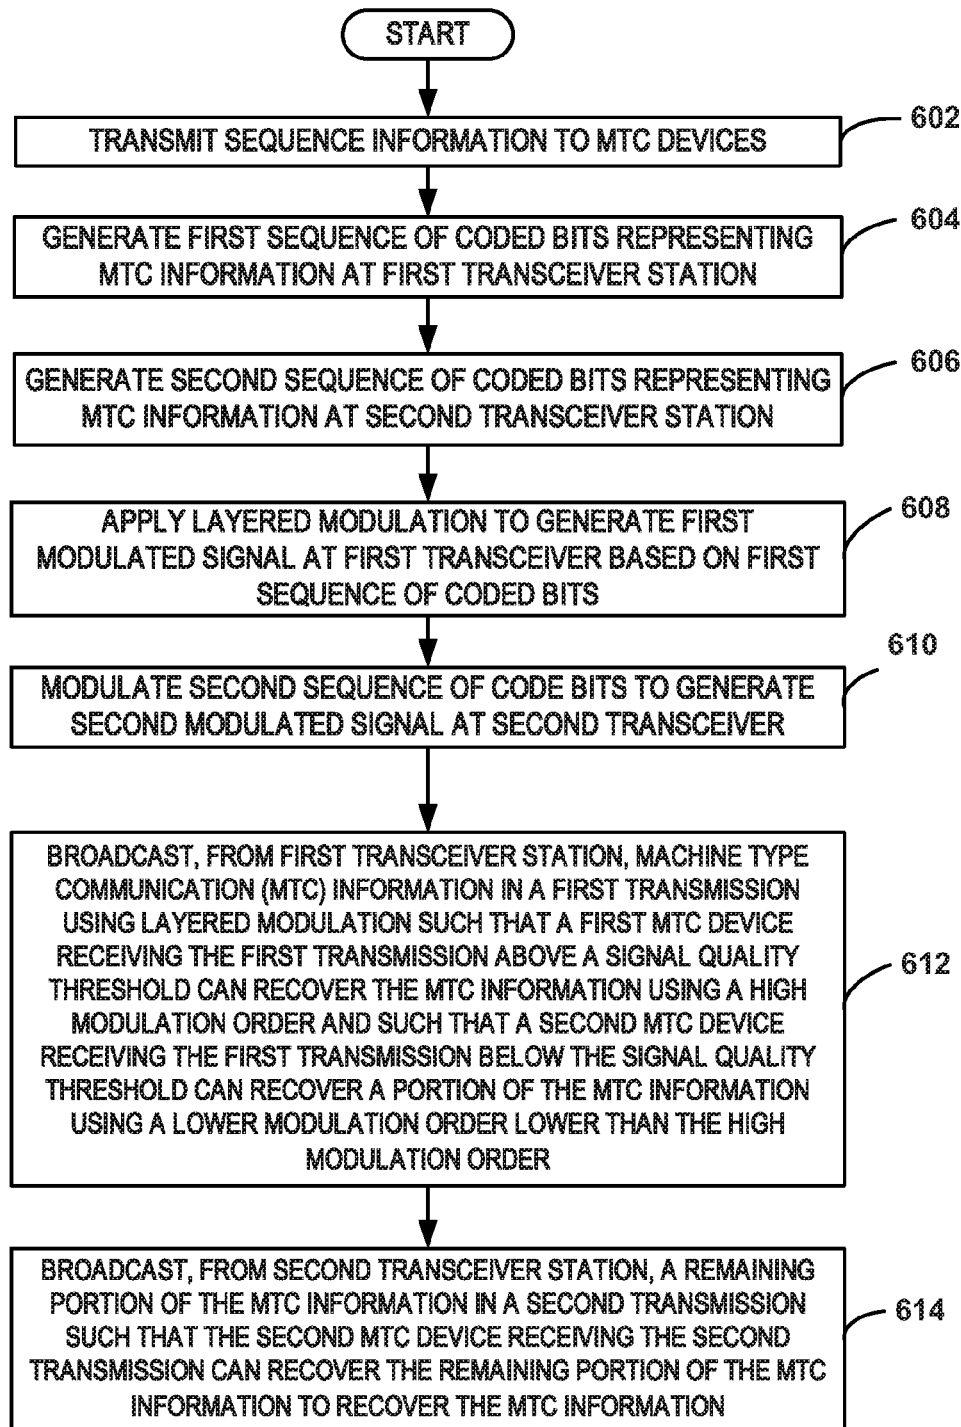 START
TRANSMIT SEQUENCE INFORMATION TO MTC DEVICES
602
GENERATE FIRST SEQUENCE OF CODED BITS REPRESENTING
MTC INFORMATION AT FIRST TRANSCEIVER STATION
604
GENERATE SECOND SEQUENCE OF CODED BITS REPRESENTING
MTC INFORMATION AT SECOND TRANSCEIVER STATION
606
APPLY LAYERED MODULATION TO GENERATE FIRST
MODULATED SIGNAL AT FIRST TRANSCEIVER BASED ON FIRST
SEQUENCE OF CODED BITS
608
MODULATE SECOND SEQUENCE OF CODE BITS TO GENERATE
SECOND MODULATED SIGNAL AT SECOND TRANSCEIVER
610
BROADCAST, FROM FIRST TRANSCEIVER STATION, MACHINE TYPE
COMMUNICATION (MTC) INFORMATION IN A FIRST TRANSMISSION
USING LAYERED MODULATION SUCH THAT A FIRST MTC DEVICE
RECEIVING THE FIRST TRANSMISSION ABOVE A SIGNAL QUALITY
THRESHOLD CAN RECOVER THE MTC INFORMATION USING A HIGH
MODULATION ORDER AND SUCH THAT A SECOND MTC DEVICE
RECEIVING THE FIRST TRANSMISSION BELOW THE SIGNAL QUALITY
THRESHOLD CAN RECOVER A PORTION OF THE MTC INFORMATION
USING A LOWER MODULATION ORDER LOWER THAN THE HIGH
MODULATION ORDER
612
BROADCAST, FROM SECOND TRANSCEIVER STATION, A REMAINING
PORTION OF THE MTC INFORMATION IN A SECOND TRANSMISSION
SUCH THAT THE SECOND MTC DEVICE RECEIVING THE SECOND
TRANSMISSION CAN RECOVER THE REMAINING PORTION OF THE MTC
INFORMATION TO RECOVER THE MTC INFORMATION
614